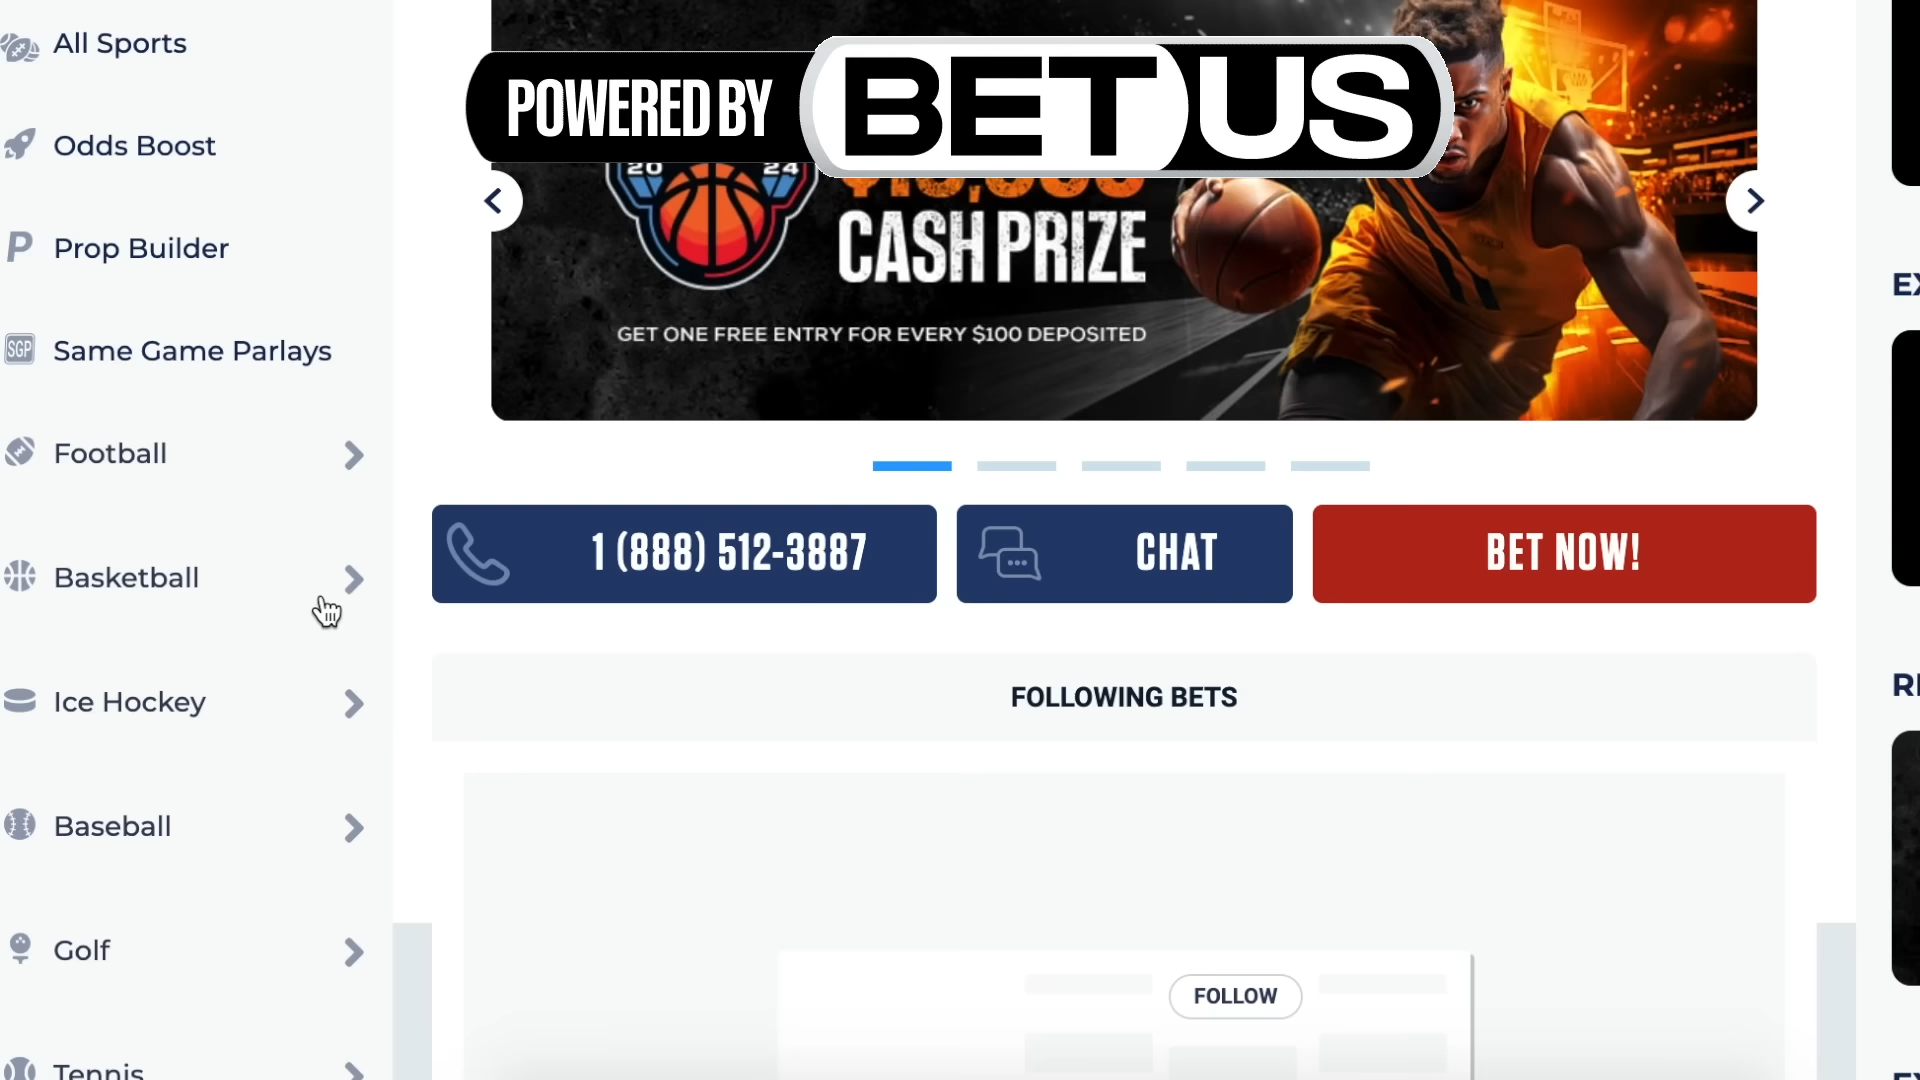 All Sports
Odds Boost
Prop Builder
SGP
Same Game Parlays
Football
Basketball
Ice Hockey
Baseball
Golf
Tennis
POWERED BY BETUS
20 24
CASH PRIZE
GET ONE FREE ENTRY FOR EVERY $100 DEPOSITED
1 (888) 512-3887
CHAT
BET NOW!
FOLLOWING BETS
FOLLOW